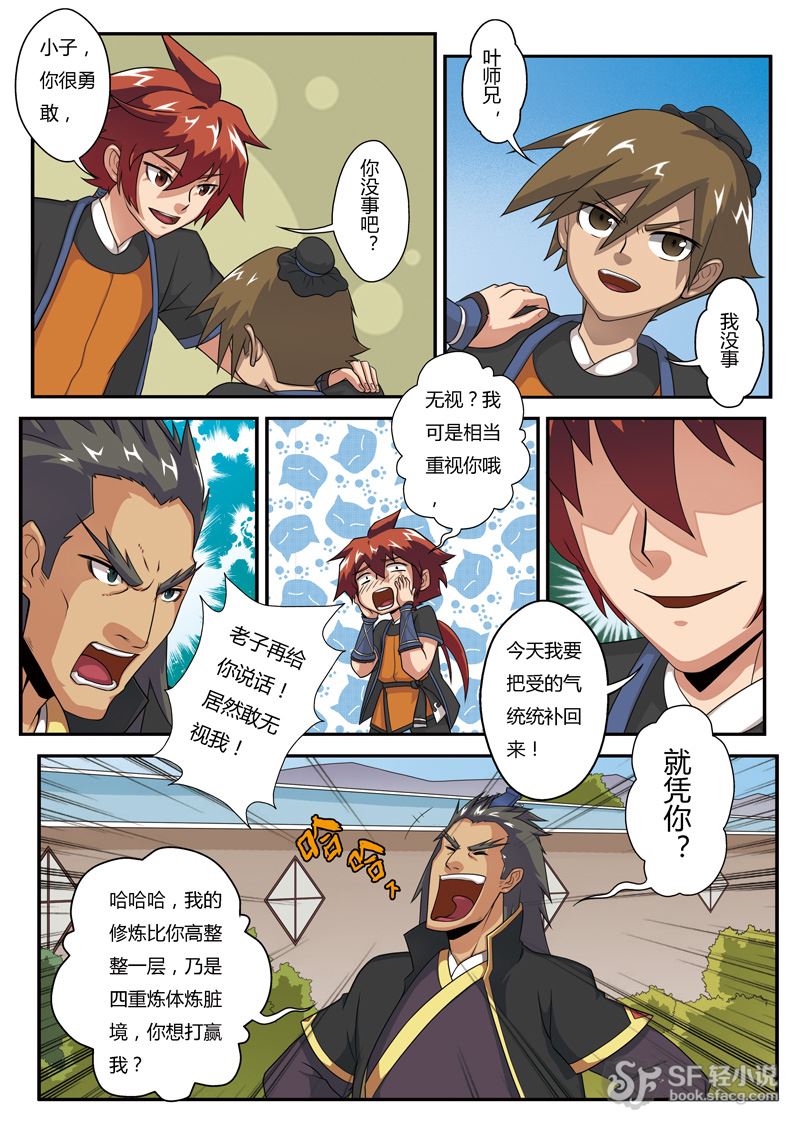 小子，
你很勇
敢，
你没事吧？
叶师兄，
我没事
老子再给
你说话！
居然敢无
视我！
无视？我
可是相当
重视你哦
，
今天我要
把受的气
统统补回
来！
就凭你？
哈哈
哈哈哈，我的
修炼比你高整
整一层，乃是
四重炼体炼脏
境，你想打赢
我？
SF 轻小说
book.sfacg.com